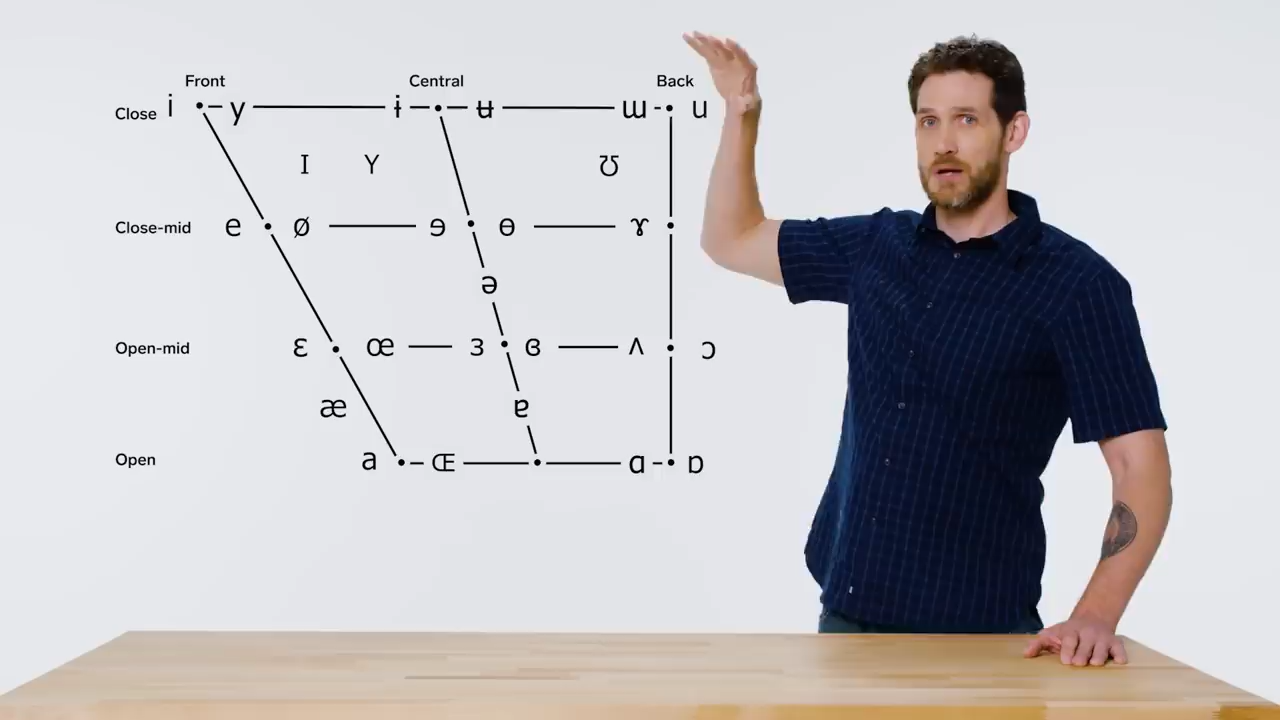 Front Central Back
Close i y ɨ ʉ ɯ u
I Y Ʊ
Close-mid e ø ɘ ɵ ɤ
ə
Open-mid ɛ œ ɜ ɞ ʌ ɔ
æ ɐ
Open a Œ ɑ ɒ